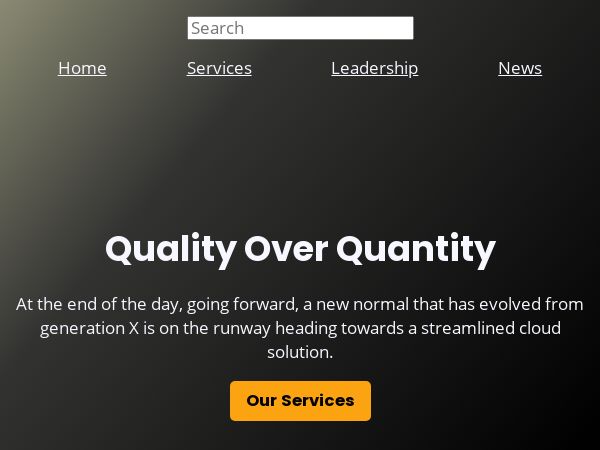 Search
Home Services Leadership News
Quality Over Quantity
At the end of the day, going forward, a new normal that has evolved from
generation X is on the runway heading towards a streamlined cloud
solution.
Our Services